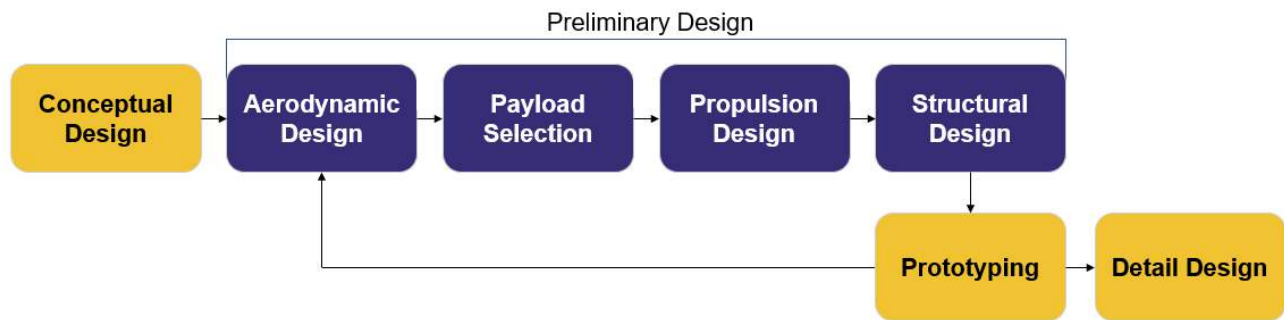 Preliminary Design
Conceptual
Design
Aerodynamic
Design
Payload
Selection
Propulsion
Design
Structural
Design
Prototyping
Detail Design